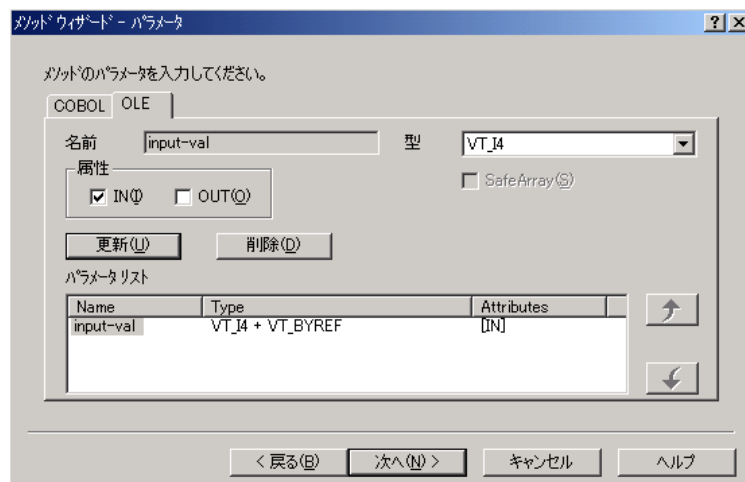 ﾒｿｯﾄﾞ ｳｨｻﾞｰﾄﾞ - ﾊﾟﾗﾒｰﾀ
ﾒｿｯﾄﾞのﾊﾟﾗﾒｰﾀを入力してください。
COBOL OLE
名前 input-val 型 VT_I4
属性
IN(I) OUT(O) SafeArray(S)
更新(U) 削除(D)
ﾊﾟﾗﾒｰﾀ リスト
Name Type Attributes
input-val VT_I4 + VT_BYREF [IN]
< 戻る(B) 次へ(N) > キャンセル ヘルプ